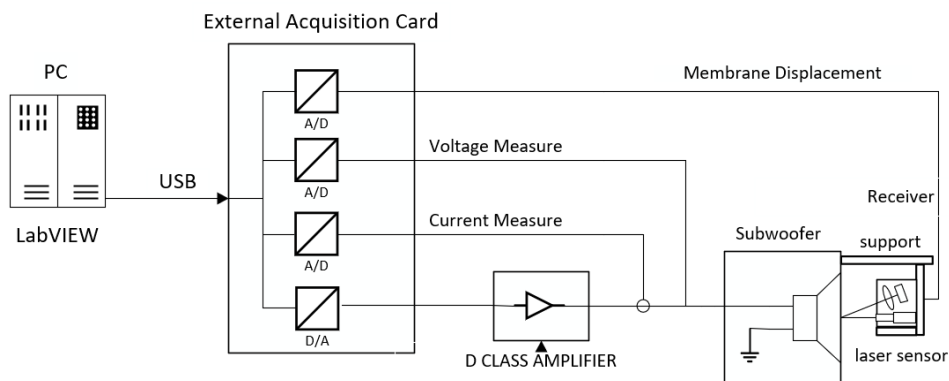 External Acquisition Card
PC
Membrane Displacement
A/D
Voltage Measure
USB
A/D
Receiver
LabVIEW
Current Measure
Subwoofer
support
A/D
D/A
D CLASS AMPLIFIER
laser sensor